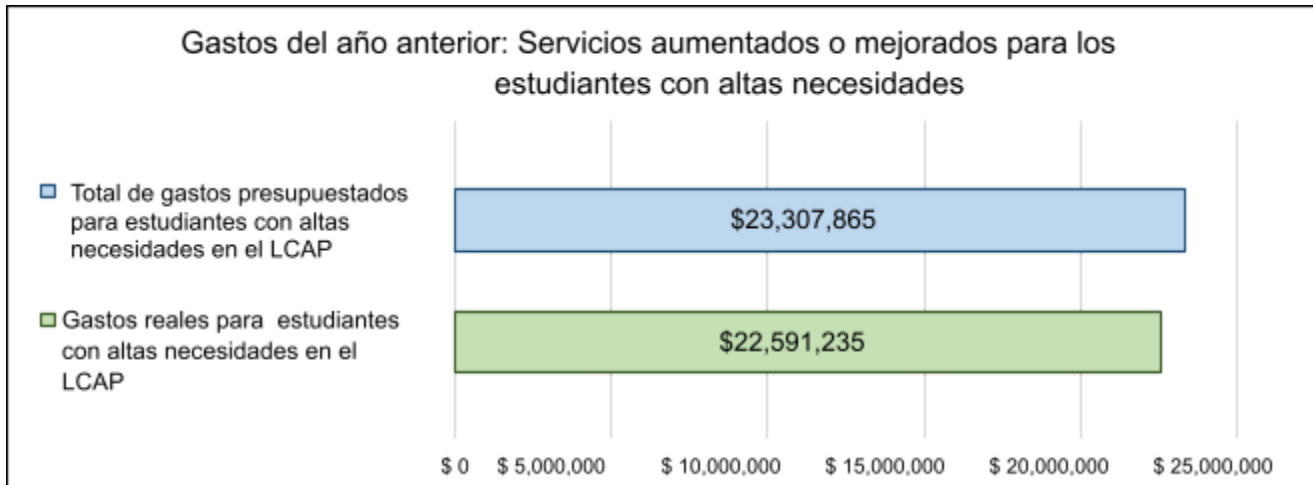 Gastos del año anterior: Servicios aumentados o mejorados para los
estudiantes con altas necesidades
Total de gastos presupuestados
para estudiantes con altas
necesidades en el LCAP
$23,307,865
Gastos reales para estudiantes
con altas necesidades en el
LCAP
$22,591,235
$ 0 $ 5,000,000 $ 10,000,000 $ 15,000,000 $ 20,000,000 $ 25,000,000